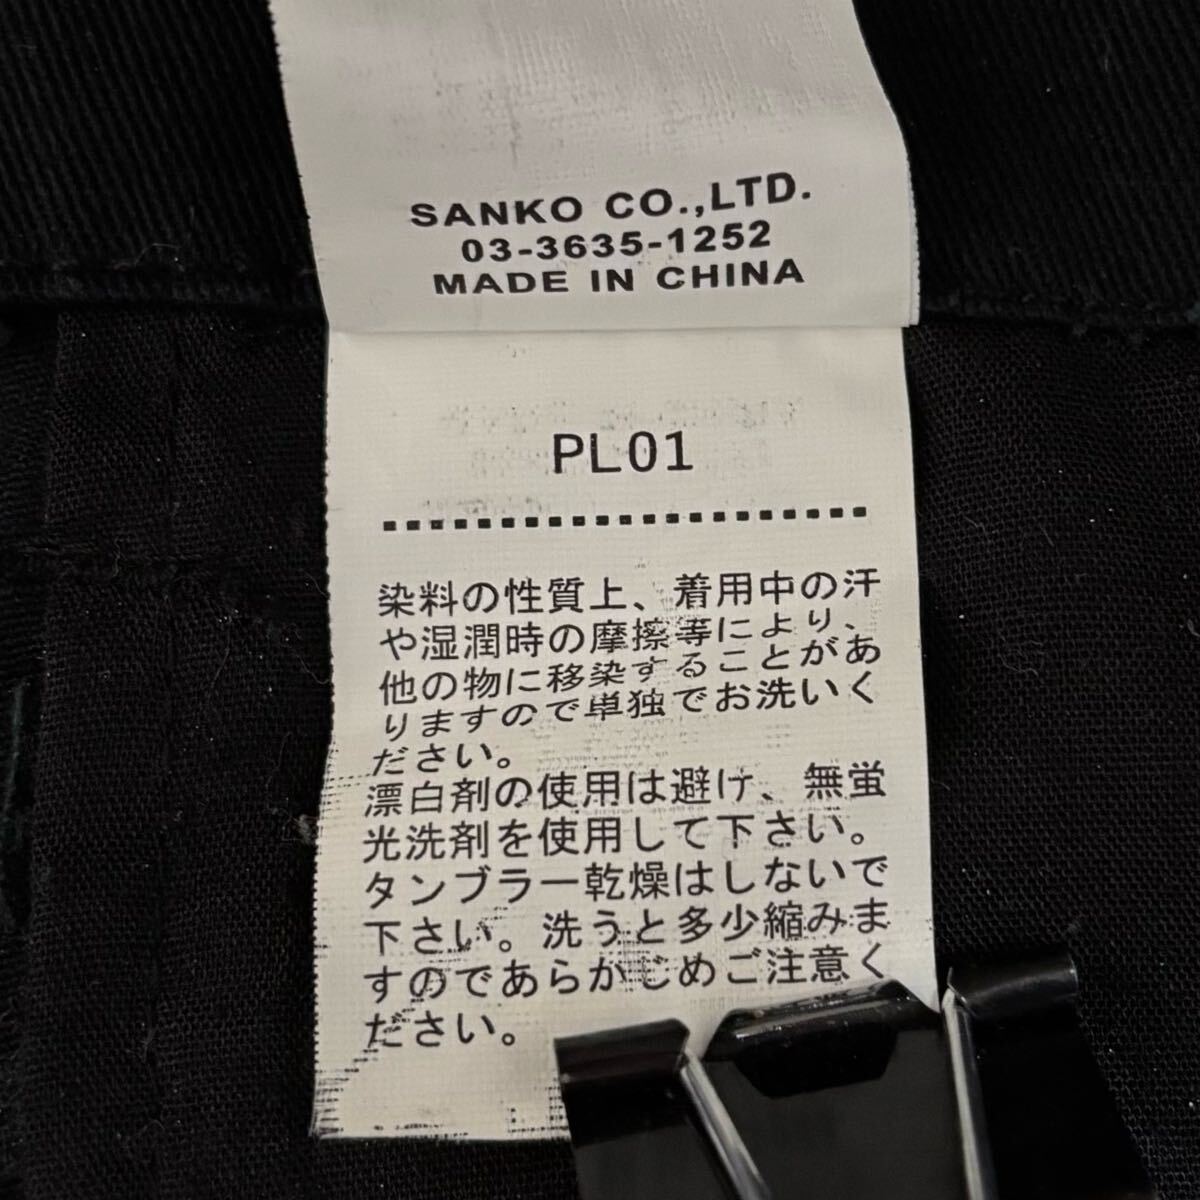 SANKO CO.,LTD.
03-3635-1252
MADE IN CHINA
PL01
染料の性質上、着用中の汗
や湿潤時の摩擦等により、
他の物に移染することがあ
りますので単独でお洗いく
ださい。
漂白剤の使用は避け、無蛍
光洗剤を使用して下さい。
タンブラー乾燥はしないで
下さい。洗うと多少縮みま
すのであらかじめご注意く
ださい。